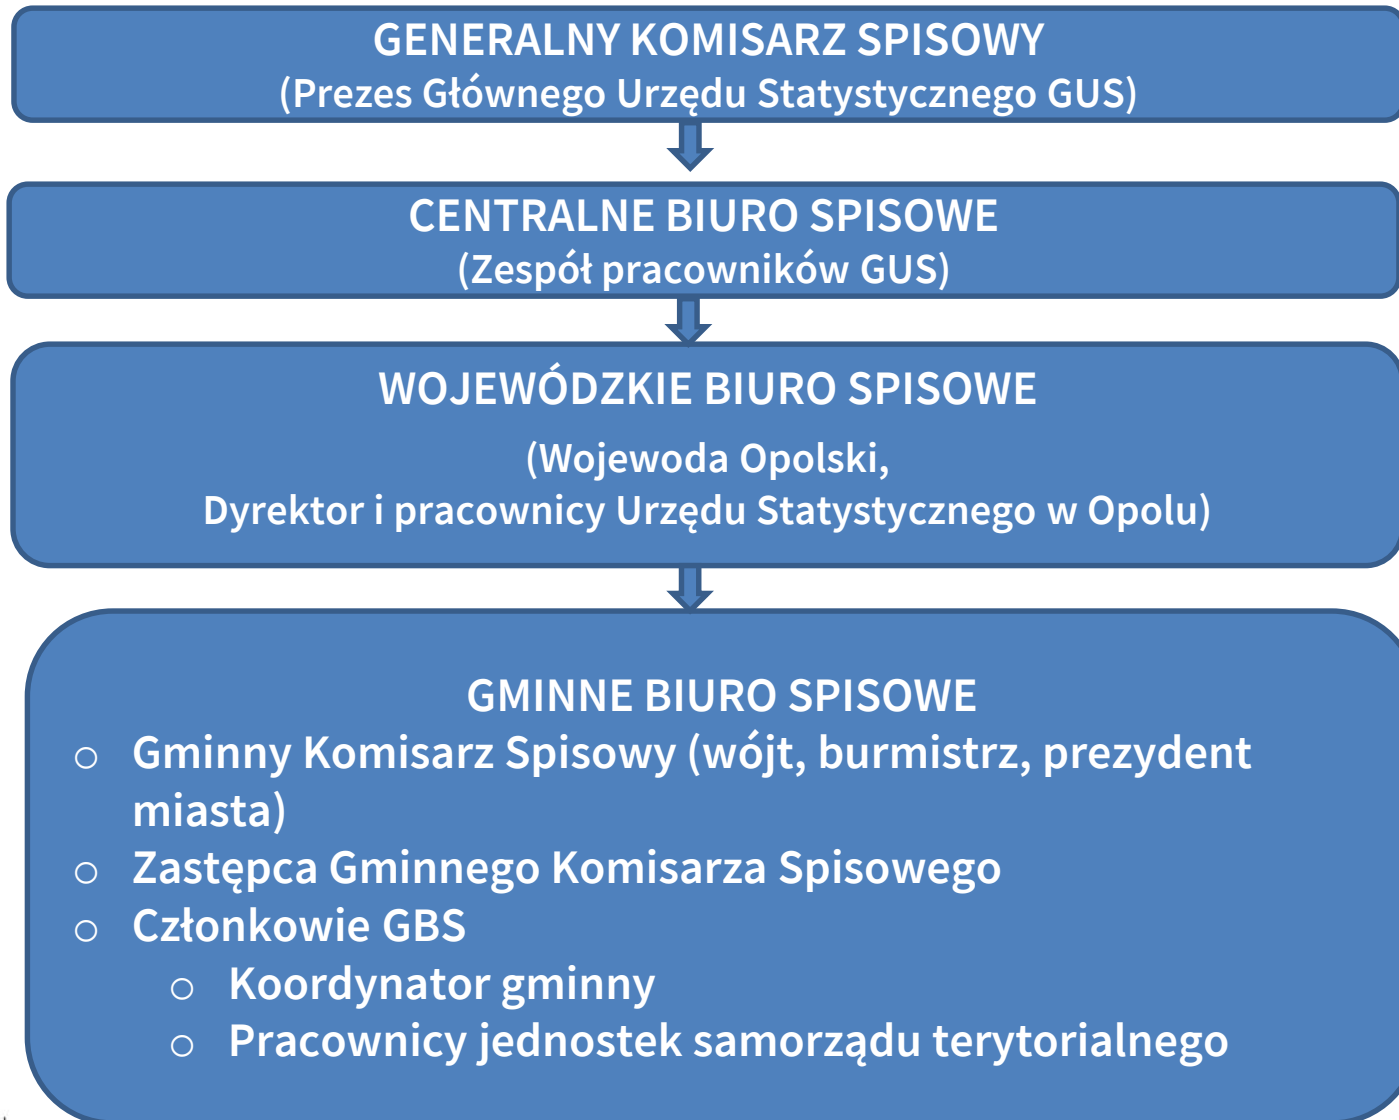 GENERALNY KOMISARZ SPISOWY
(Prezes Głównego Urzędu Statystycznego GUS)
CENTRALNE BIURO SPISOWE
(Zespół pracowników GUS)
WOJEWÓDZKIE BIURO SPISOWE
(Wojewoda Opolski,
Dyrektor i pracownicy Urzędu Statystycznego w Opolu)
GMINNE BIURO SPISOWE
○ Gminny Komisarz Spisowy (wójt, burmistrz, prezydent
miasta)
○ Zastępca Gminnego Komisarza Spisowego
○ Członkowie GBS
○ Koordynator gminny
○ Pracownicy jednostek samorządu terytorialnego